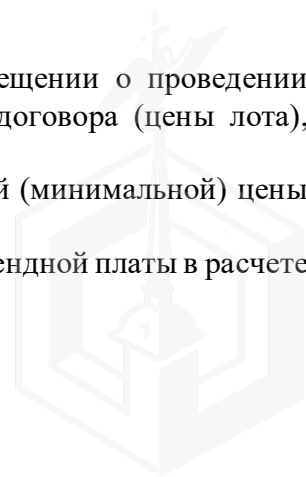 ещении о проведении
договора (цены лота),
й (минимальной) цены
ендной платы в расчете